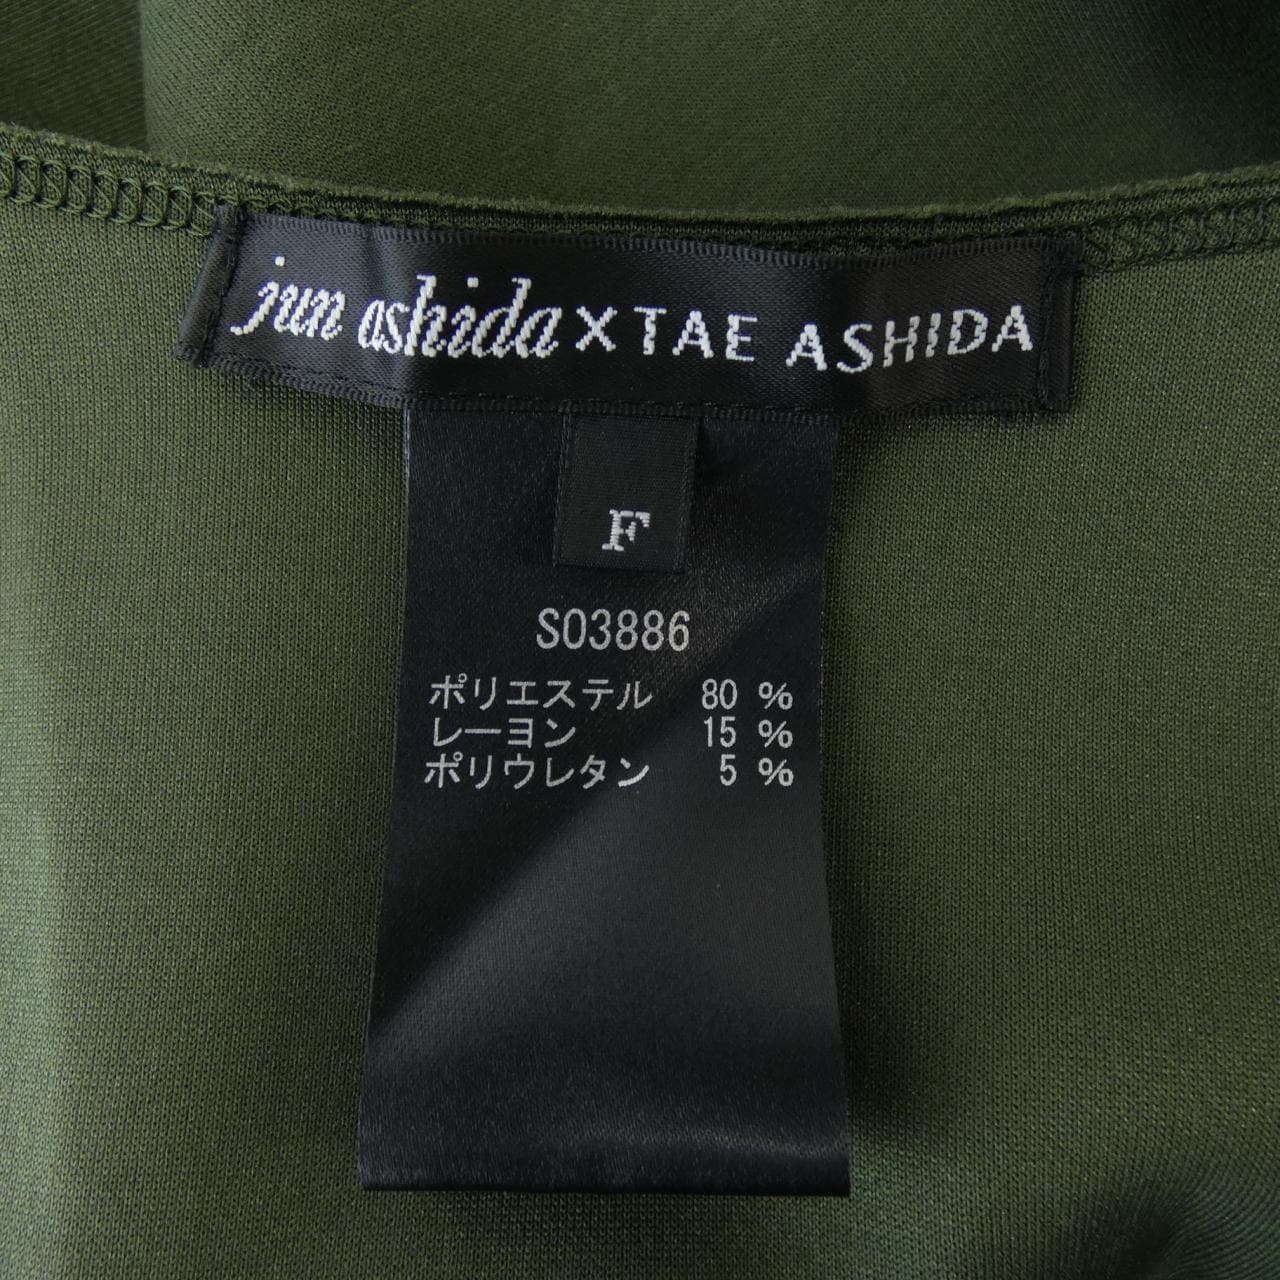 jun ashida X TAE ASHIDA
F
S03886
ポリエステル 80 %
レーヨン 15 %
ポリウレタン 5 %